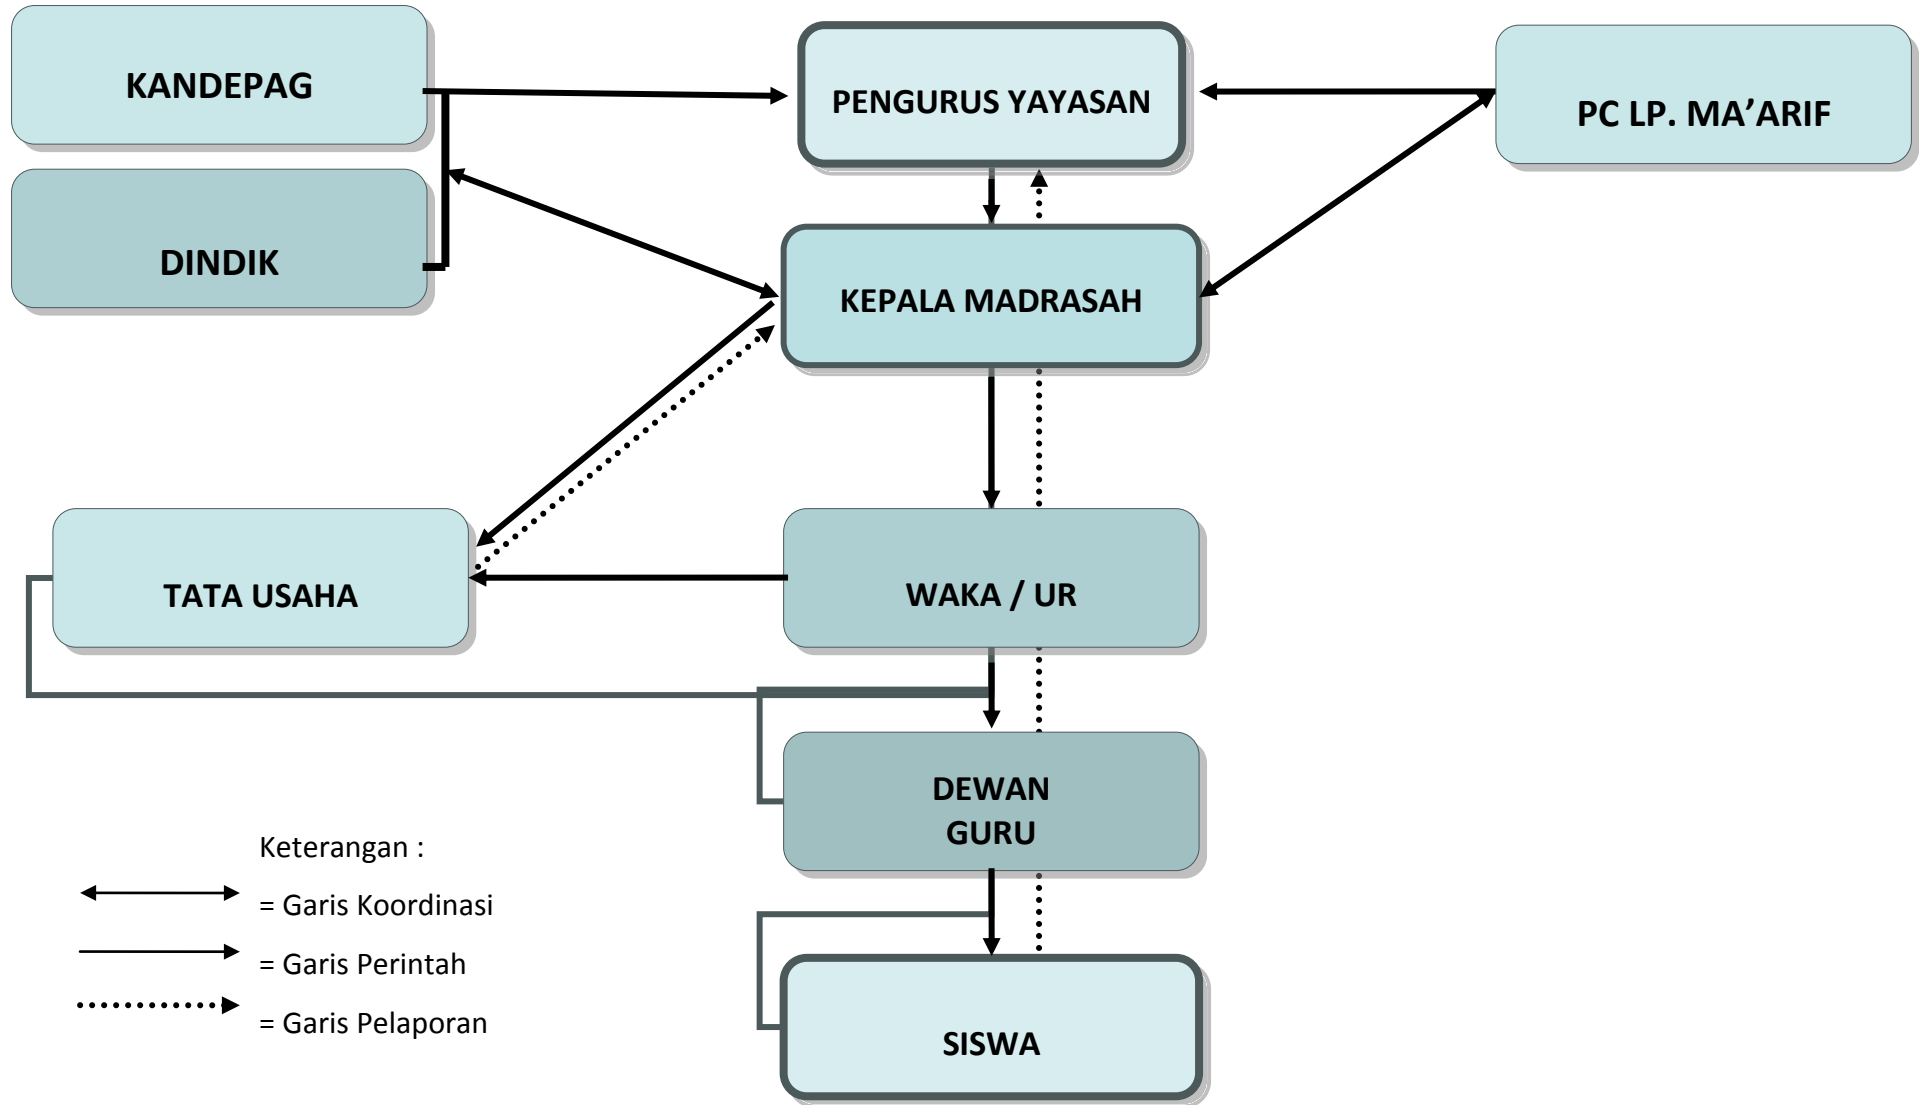 KANDEPAG
PENGURUS YAYASAN
PC LP. MA’ARIF
DINDIK
KEPALA MADRASAH
TATA USAHA
WAKA / UR
DEWAN
GURU
Keterangan :
= Garis Koordinasi
= Garis Perintah
= Garis Pelaporan
SISWA